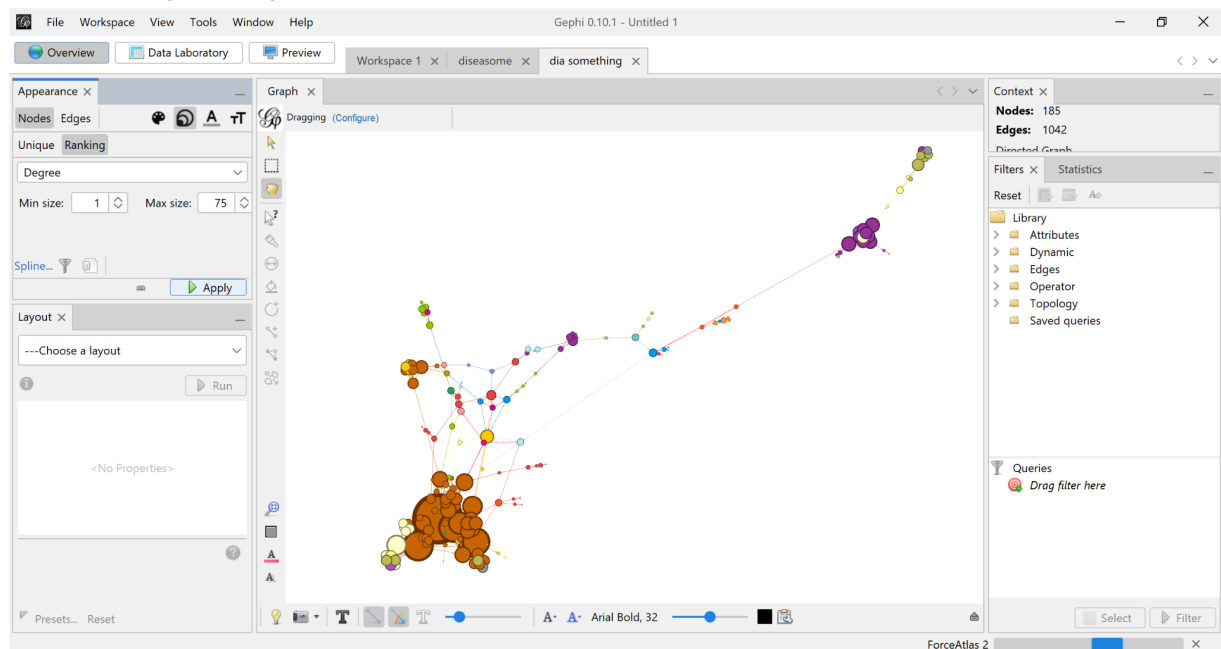 File Workspace View Tools Window Help Gephi 0.10.1 - Untitled 1
Overview Data Laboratory Preview Workspace 1 diseasome dia something
Appearance
Nodes Edges A TT
Unique Ranking
Degree
Min size: 1 Max size: 75
Spline...
Apply
Layout
---Choose a layout
Run
<No Properties>
Presets... Reset
Graph
Dragging (Configure)
A
A
T T A A Arial Bold, 32
Context
Nodes: 185
Edges: 1042
Directed Graph
Filters Statistics
Reset
Library
Attributes
Dynamic
Edges
Operator
Topology
Saved queries
Queries
Drag filter here
Select Filter
ForceAtlas 2